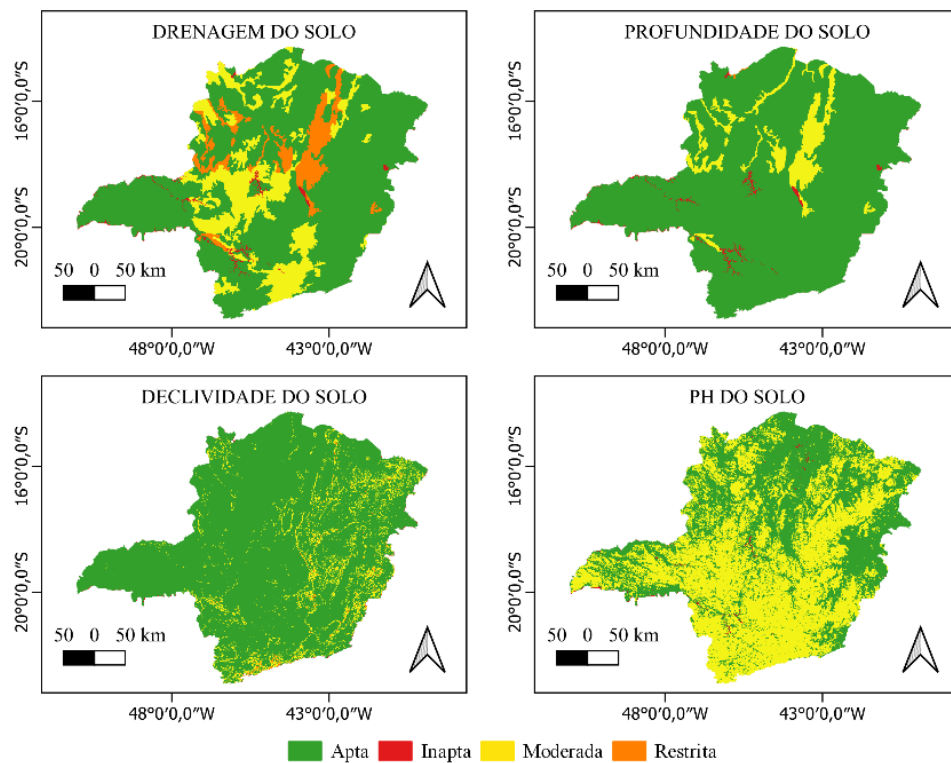 DRENAGEM DO SOLO
16°0'0,0"S
20°0'0,0"S
50 0 50 km
48°0'0,0"W 43°0'0,0"W
PROFUNDIDADE DO SOLO
16°0'0,0"S
20°0'0,0"S
50 0 50 km
48°0'0,0"W 43°0'0,0"W
DECLIVIDADE DO SOLO
16°0'0,0"S
20°0'0,0"S
50 0 50 km
48°0'0,0"W 43°0'0,0"W
PH DO SOLO
16°0'0,0"S
20°0'0,0"S
50 0 50 km
48°0'0,0"W 43°0'0,0"W
Apta Inapta Moderada Restrita